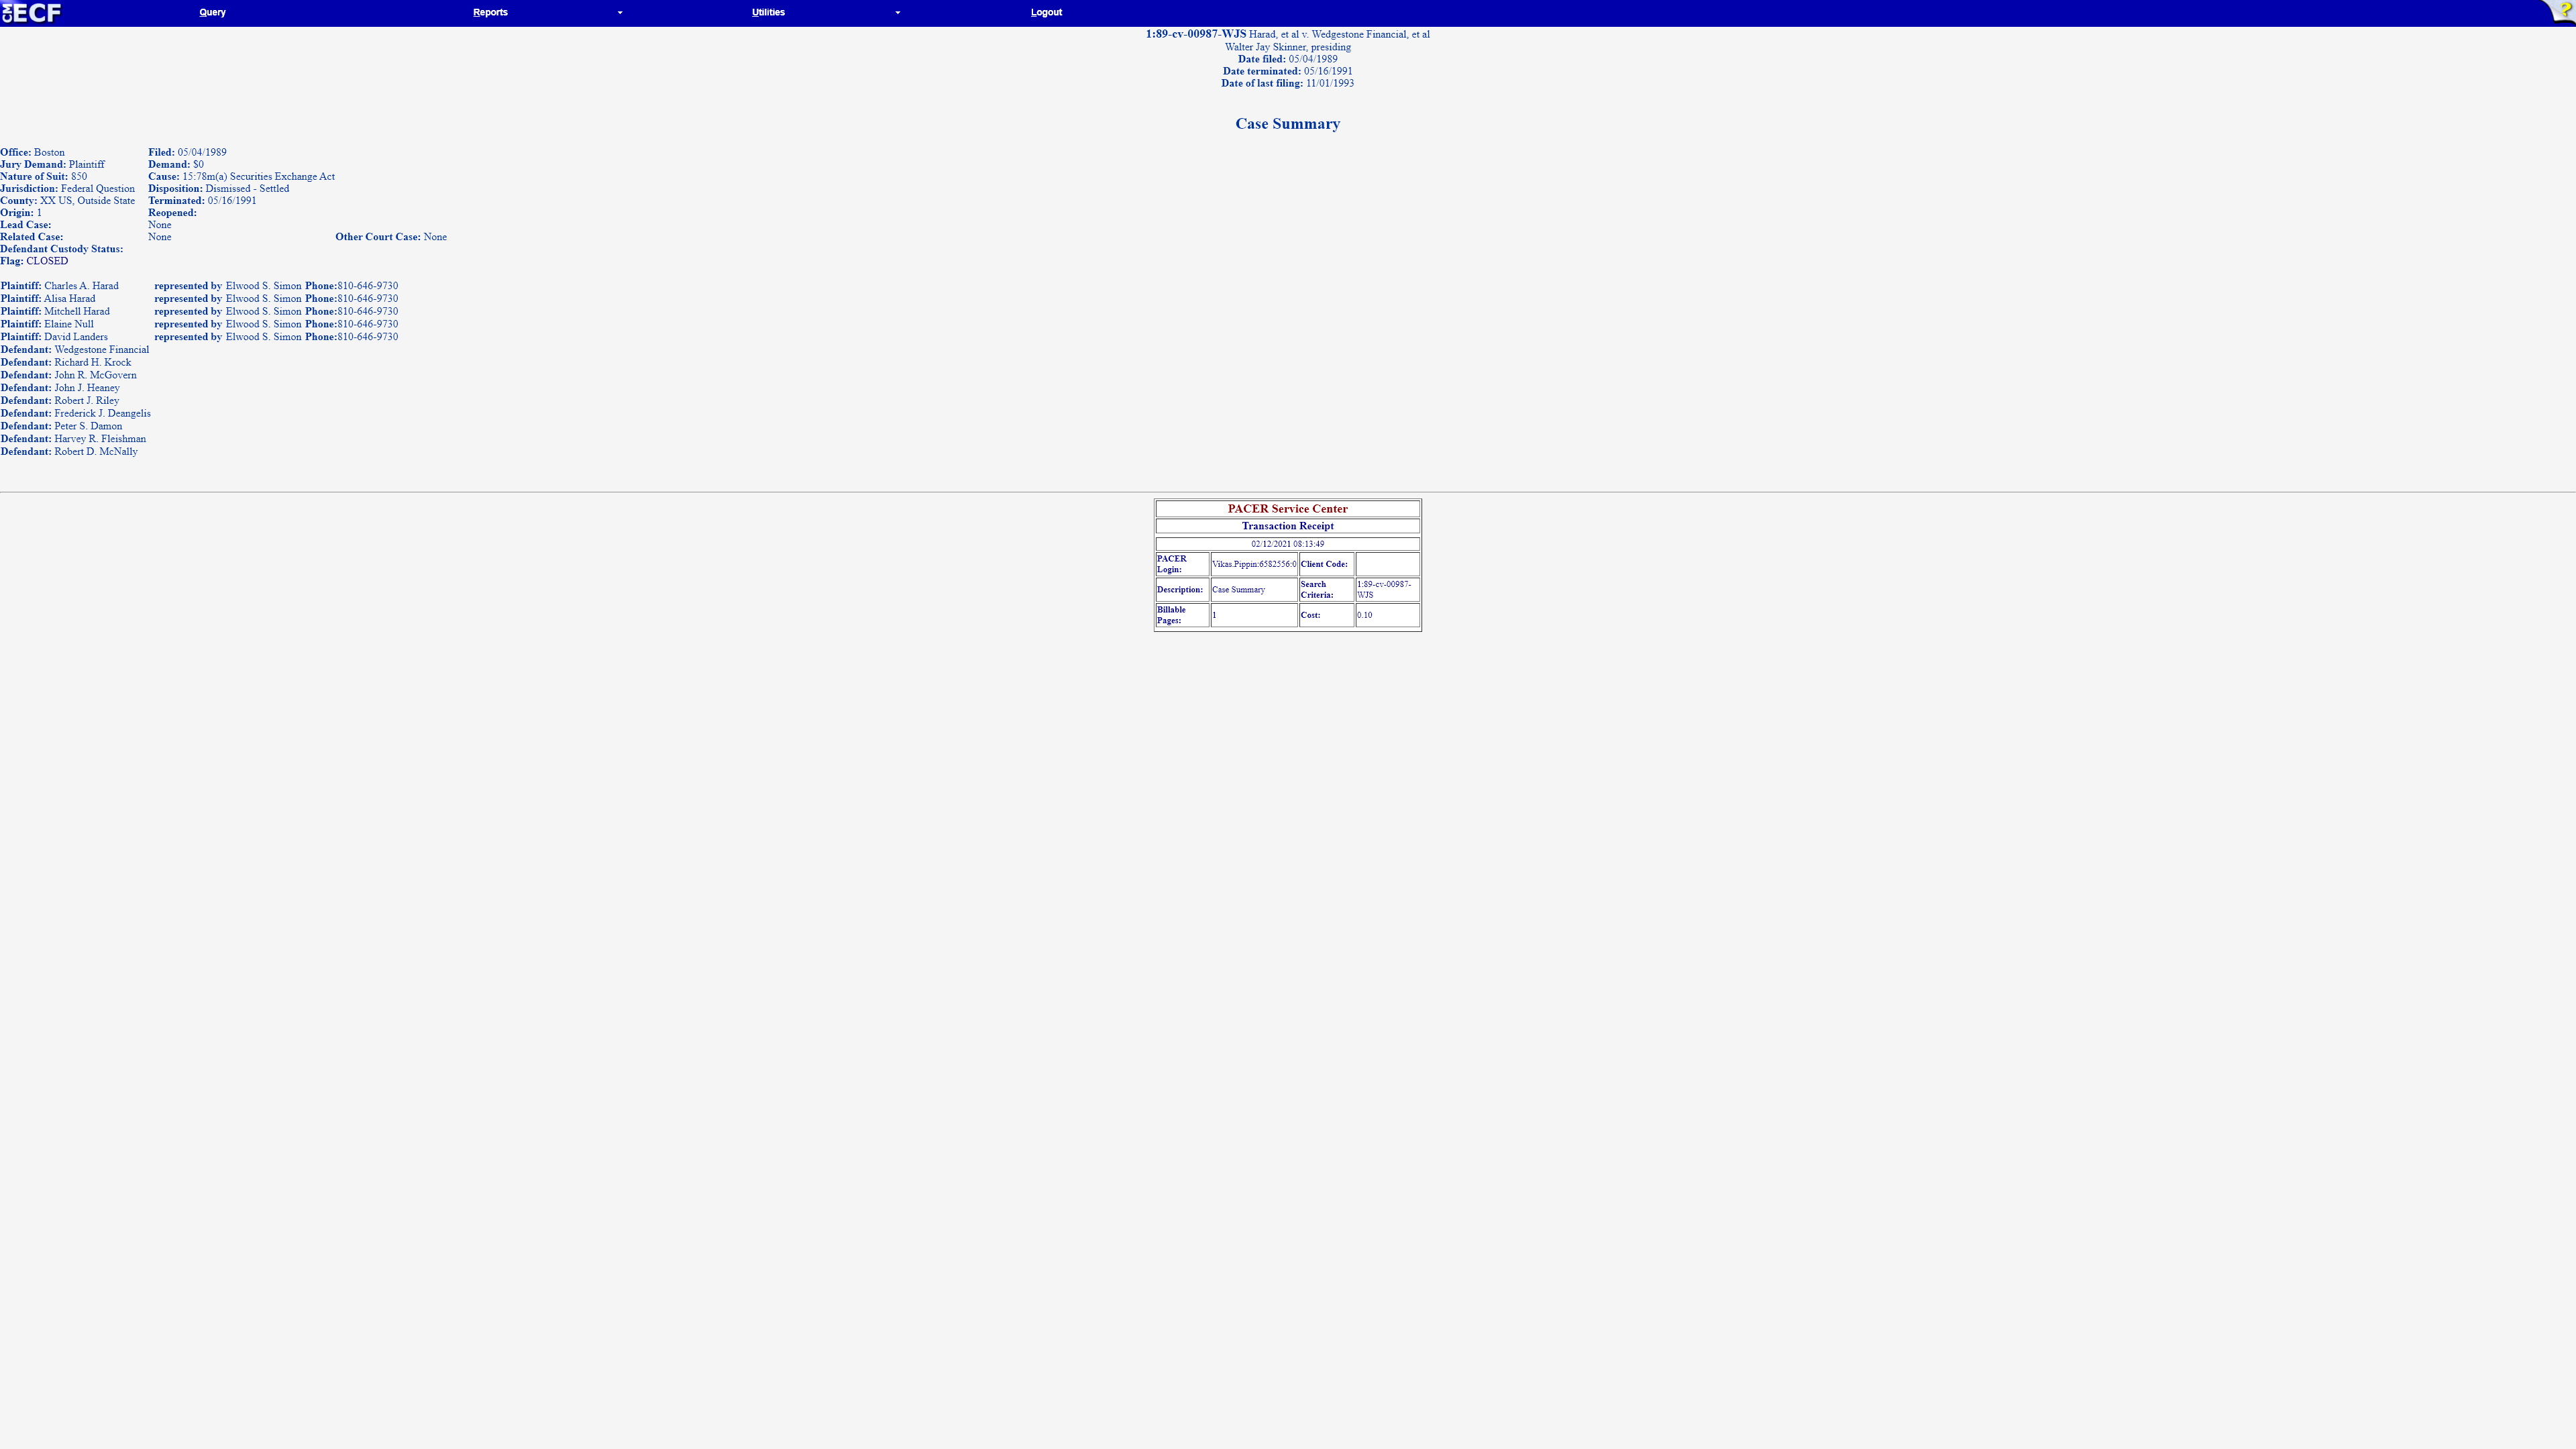 CM ECF Query Reports Utilities Logout ?
1:89-cv-00987-WJS Harad, et al v. Wedgestone Financial, et al
Walter Jay Skinner, presiding
Date filed: 05/04/1989
Date terminated: 05/16/1991
Date of last filing: 11/01/1993
Case Summary
Office: Boston Filed: 05/04/1989
Jury Demand: Plaintiff Demand: $0
Nature of Suit: 850 Cause: 15:78m(a) Securities Exchange Act
Jurisdiction: Federal Question Disposition: Dismissed - Settled
County: XX US, Outside State Terminated: 05/16/1991
Origin: 1 Reopened:
Lead Case: None
Related Case: None Other Court Case: None
Defendant Custody Status:
Flag: CLOSED
Plaintiff: Charles A. Harad represented by Elwood S. Simon Phone:810-646-9730
Plaintiff: Alisa Harad represented by Elwood S. Simon Phone:810-646-9730
Plaintiff: Mitchell Harad represented by Elwood S. Simon Phone:810-646-9730
Plaintiff: Elaine Null represented by Elwood S. Simon Phone:810-646-9730
Plaintiff: David Landers represented by Elwood S. Simon Phone:810-646-9730
Defendant: Wedgestone Financial
Defendant: Richard H. Krock
Defendant: John R. McGovern
Defendant: John J. Heaney
Defendant: Robert J. Riley
Defendant: Frederick J. Deangelis
Defendant: Peter S. Damon
Defendant: Harvey R. Fleishman
Defendant: Robert D. McNally
PACER Service Center
Transaction Receipt
02/12/2021 08:13:49
PACER Login: Vikas.Pippin:6582556:0 Client Code:
Description: Case Summary Search Criteria: 1:89-cv-00987-WJS
Billable Pages: 1 Cost: 0.10